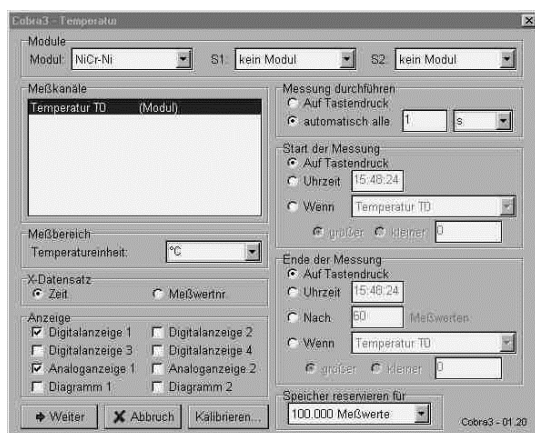 Cobra3 - Temperatur
Module
Modul: NiCr-Ni S1: kein Modul S2: kein Modul
Meßkanäle
Temperatur T0 (Modul)
Meßbereich
Temperatureinheit: °C
X-Datensatz
Zeit Meßwertnr.
Anzeige
Digitalanzeige 1 Digitalanzeige 2
Digitalanzeige 3 Digitalanzeige 4
Analoganzeige 1 Analoganzeige 2
Diagramm 1 Diagramm 2
Weiter Abbruch Kalibrieren...
Messung durchführen
Auf Tastendruck
automatisch alle 1 s
Start der Messung
Auf Tastendruck
Uhrzeit 15:48:24
Wenn Temperatur T0
größer kleiner 0
Ende der Messung
Auf Tastendruck
Uhrzeit 15:48:24
Nach 60 Meßwerten
Wenn Temperatur T0
größer kleiner 0
Speicher reservieren für
100.000 Meßwerte
Cobra3 - 01.20